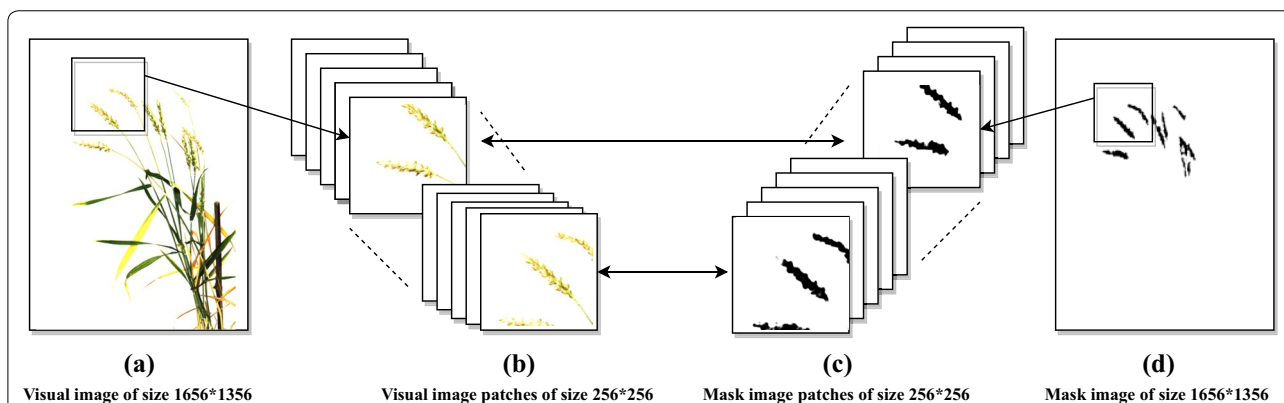 (a)
(b)
(c)
(d)
Visual image of size 1656*1356
Visual image patches of size 256*256
Mask image patches of size 256*256
Mask image of size 1656*1356